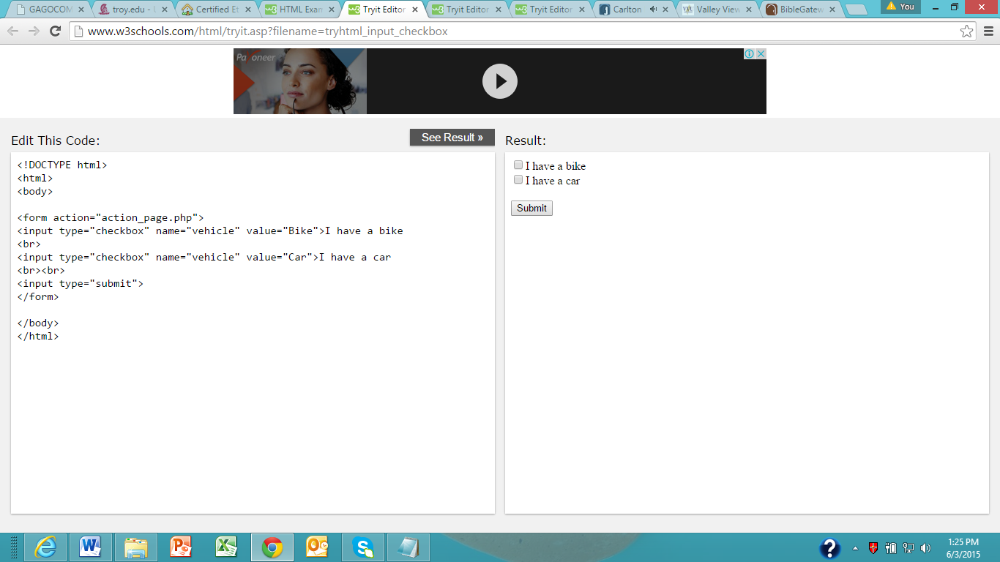 GAGOCOM
troy.edu - 
Certified Et
HTML Exam
Tryit Editor
Tryit Editor
Tryit Editor
Carlton
Valley View
BibleGatew
You
www.w3schools.com/html/tryit.asp?filename=tryhtml_input_checkbox
Payoneer
Edit This Code:
See Result »
<!DOCTYPE html>
<html>
<body>
<form action="action_page.php">
<input type="checkbox" name="vehicle" value="Bike">I have a bike
<br>
<input type="checkbox" name="vehicle" value="Car">I have a car
<br><br>
<input type="submit">
</form>
</body>
</html>
Result:
I have a bike
I have a car
Submit
1:25 PM
6/3/2015